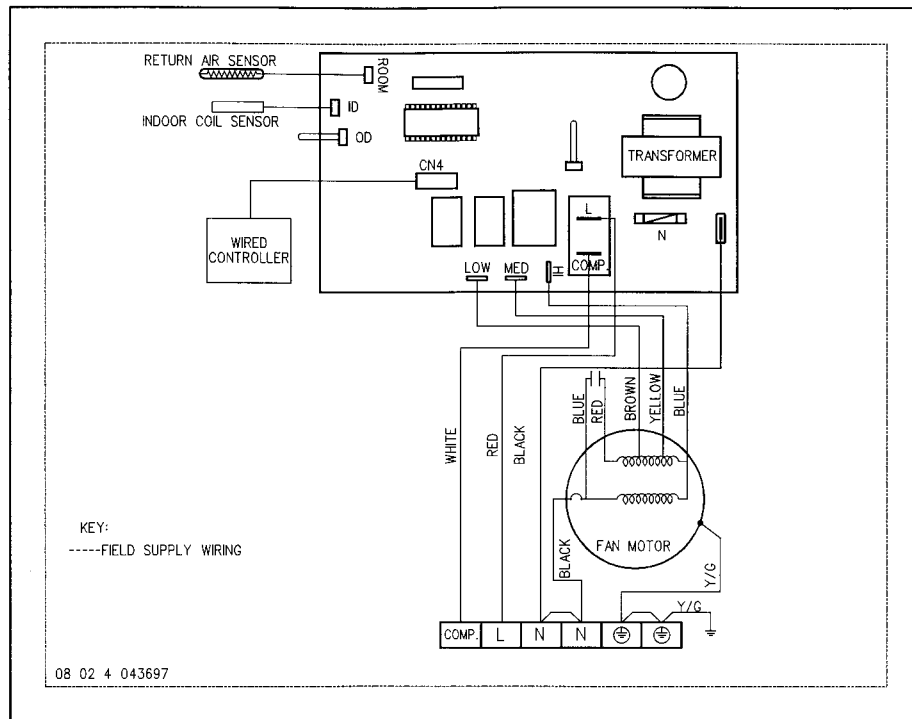 RETURN AIR SENSOR
ROOM
ID
INDOOR COIL SENSOR
OD
TRANSFORMER
CN4
L
N
WIRED
CONTROLLER
LOW
MED
HI
COMP.
WHITE
RED
BLACK
BLUE
RED
BROWN
YELLOW
BLUE
KEY:
-----FIELD SUPPLY WIRING
FAN MOTOR
BLACK
Y/G
Y/G
COMP.
L
N
N
08 02 4 043697